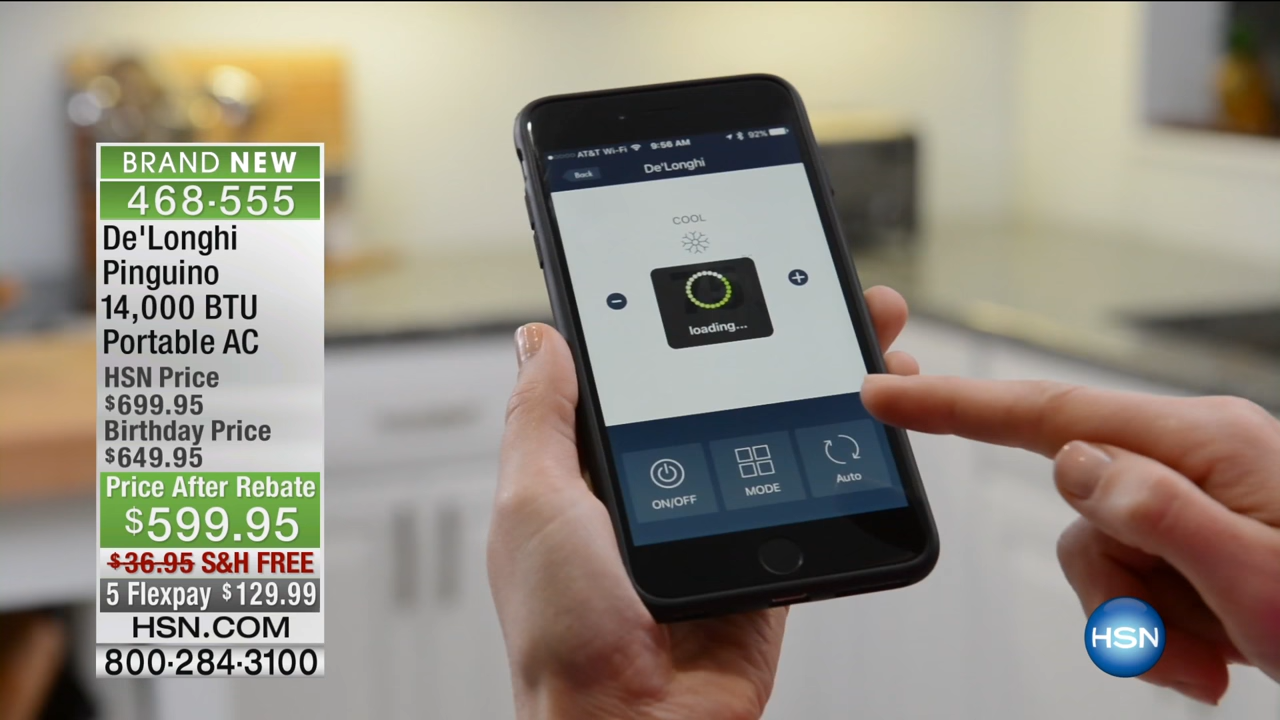 BRAND NEW
468·555
De'Longhi
Pinguino
14,000 BTU
Portable AC
HSN Price
$699.95
Birthday Price
$649.95
Price After Rebate
$599.95
$36.95 S&H FREE
5 Flexpay $129.99
HSN.COM
800·284·3100
AT&T Wi-Fi 9:56 AM 92%
Back De'Longhi
COOL
loading...
ON/OFF MODE Auto
HSN